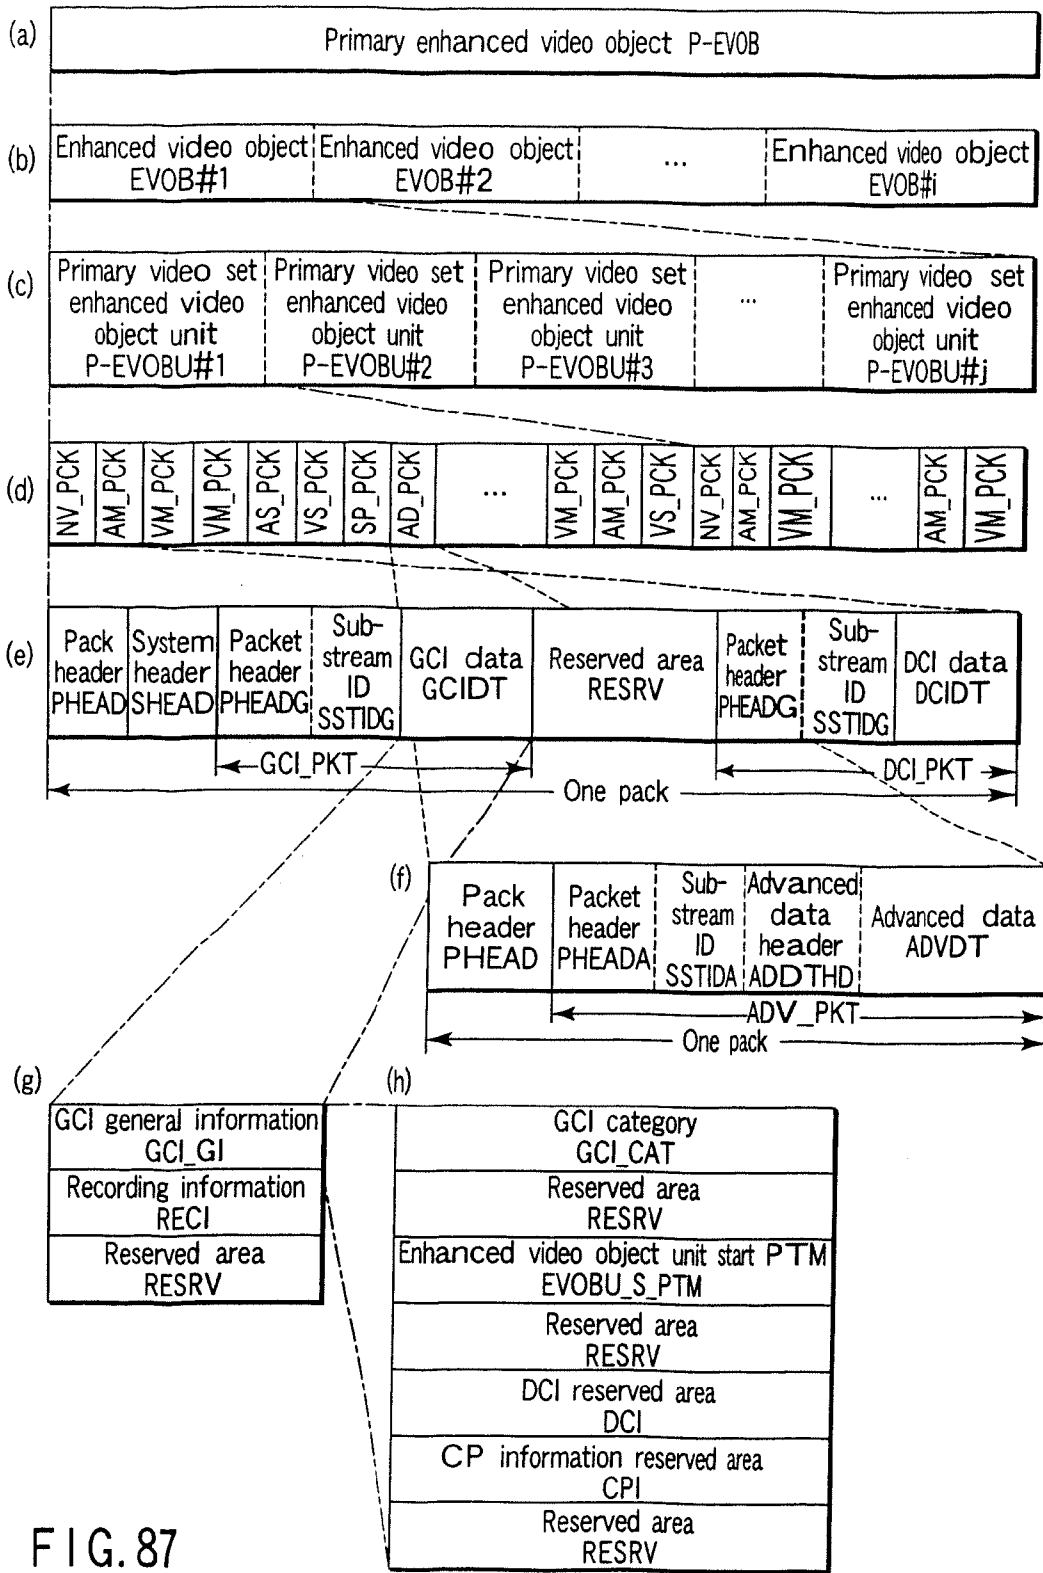 (a)
Primary enhanced video object P-EVOB
(b)
Enhanced video object
EVOB#1
Enhanced video object
EVOB#2
...
Enhanced video object
EVOB#i
(c)
Primary video set
enhanced video
object unit
P-EVOBU#1
Primary video set
enhanced video
object unit
P-EVOBU#2
Primary video set
enhanced video
object unit
P-EVOBU#3
...
Primary video set
enhanced video
object unit
P-EVOBU#j
(d)
NV_PCK
AM_PCK
VM_PCK
VM_PCK
AS_PCK
VS_PCK
SP_PCK
AD_PCK
...
VM_PCK
AM_PCK
VS_PCK
NV_PCK
AM_PCK
VM_PCK
...
AM_PCK
VM_PCK
(e)
Pack
header
PHEAD
System
header
SHEAD
Packet
header
PHEADG
Sub-
stream
ID
SSTIDG
GCI data
GCIDT
Reserved area
RESRV
Packet
header
PHEADG
Sub-
stream
ID
SSTIDG
DCI data
DCIDT
GCI_PKT
DCI_PKT
One pack
(f)
Pack
header
PHEAD
Packet
header
PHEADA
Sub-
stream
ID
SSTIDA
Advanced
data
header
ADDTHD
Advanced data
ADVDT
ADV_PKT
One pack
(g)
GCI general information
GCI_GI
Recording information
RECI
Reserved area
RESRV
(h)
GCI category
GCI_CAT
Reserved area
RESRV
Enhanced video object unit start PTM
EVOBU_S_PTM
Reserved area
RESRV
DCI reserved area
DCI
CP information reserved area
CPI
Reserved area
RESRV
FIG. 87